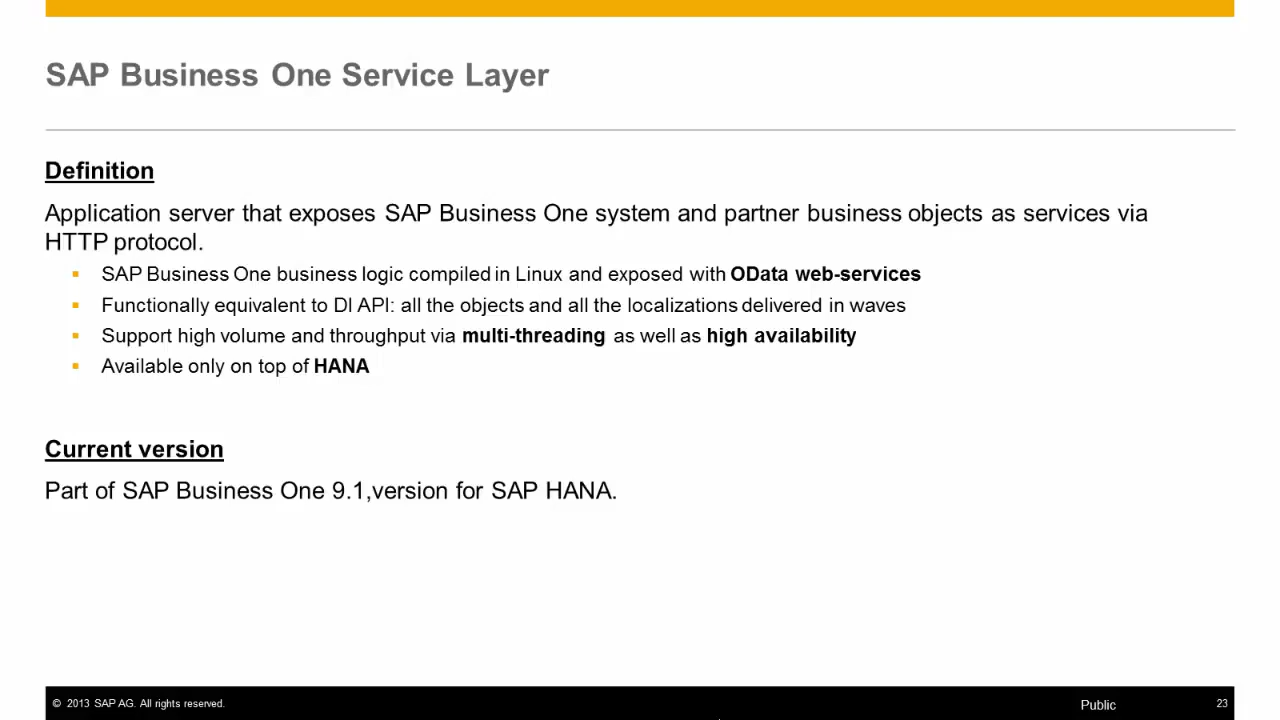 SAP Business One Service Layer
Definition
Application server that exposes SAP Business One system and partner business objects as services via
HTTP protocol.
▪ SAP Business One business logic compiled in Linux and exposed with OData web-services
▪ Functionally equivalent to DI API: all the objects and all the localizations delivered in waves
▪ Support high volume and throughput via multi-threading as well as high availability
▪ Available only on top of HANA
Current version
Part of SAP Business One 9.1,version for SAP HANA.
© 2013 SAP AG. All rights reserved.
Public
23